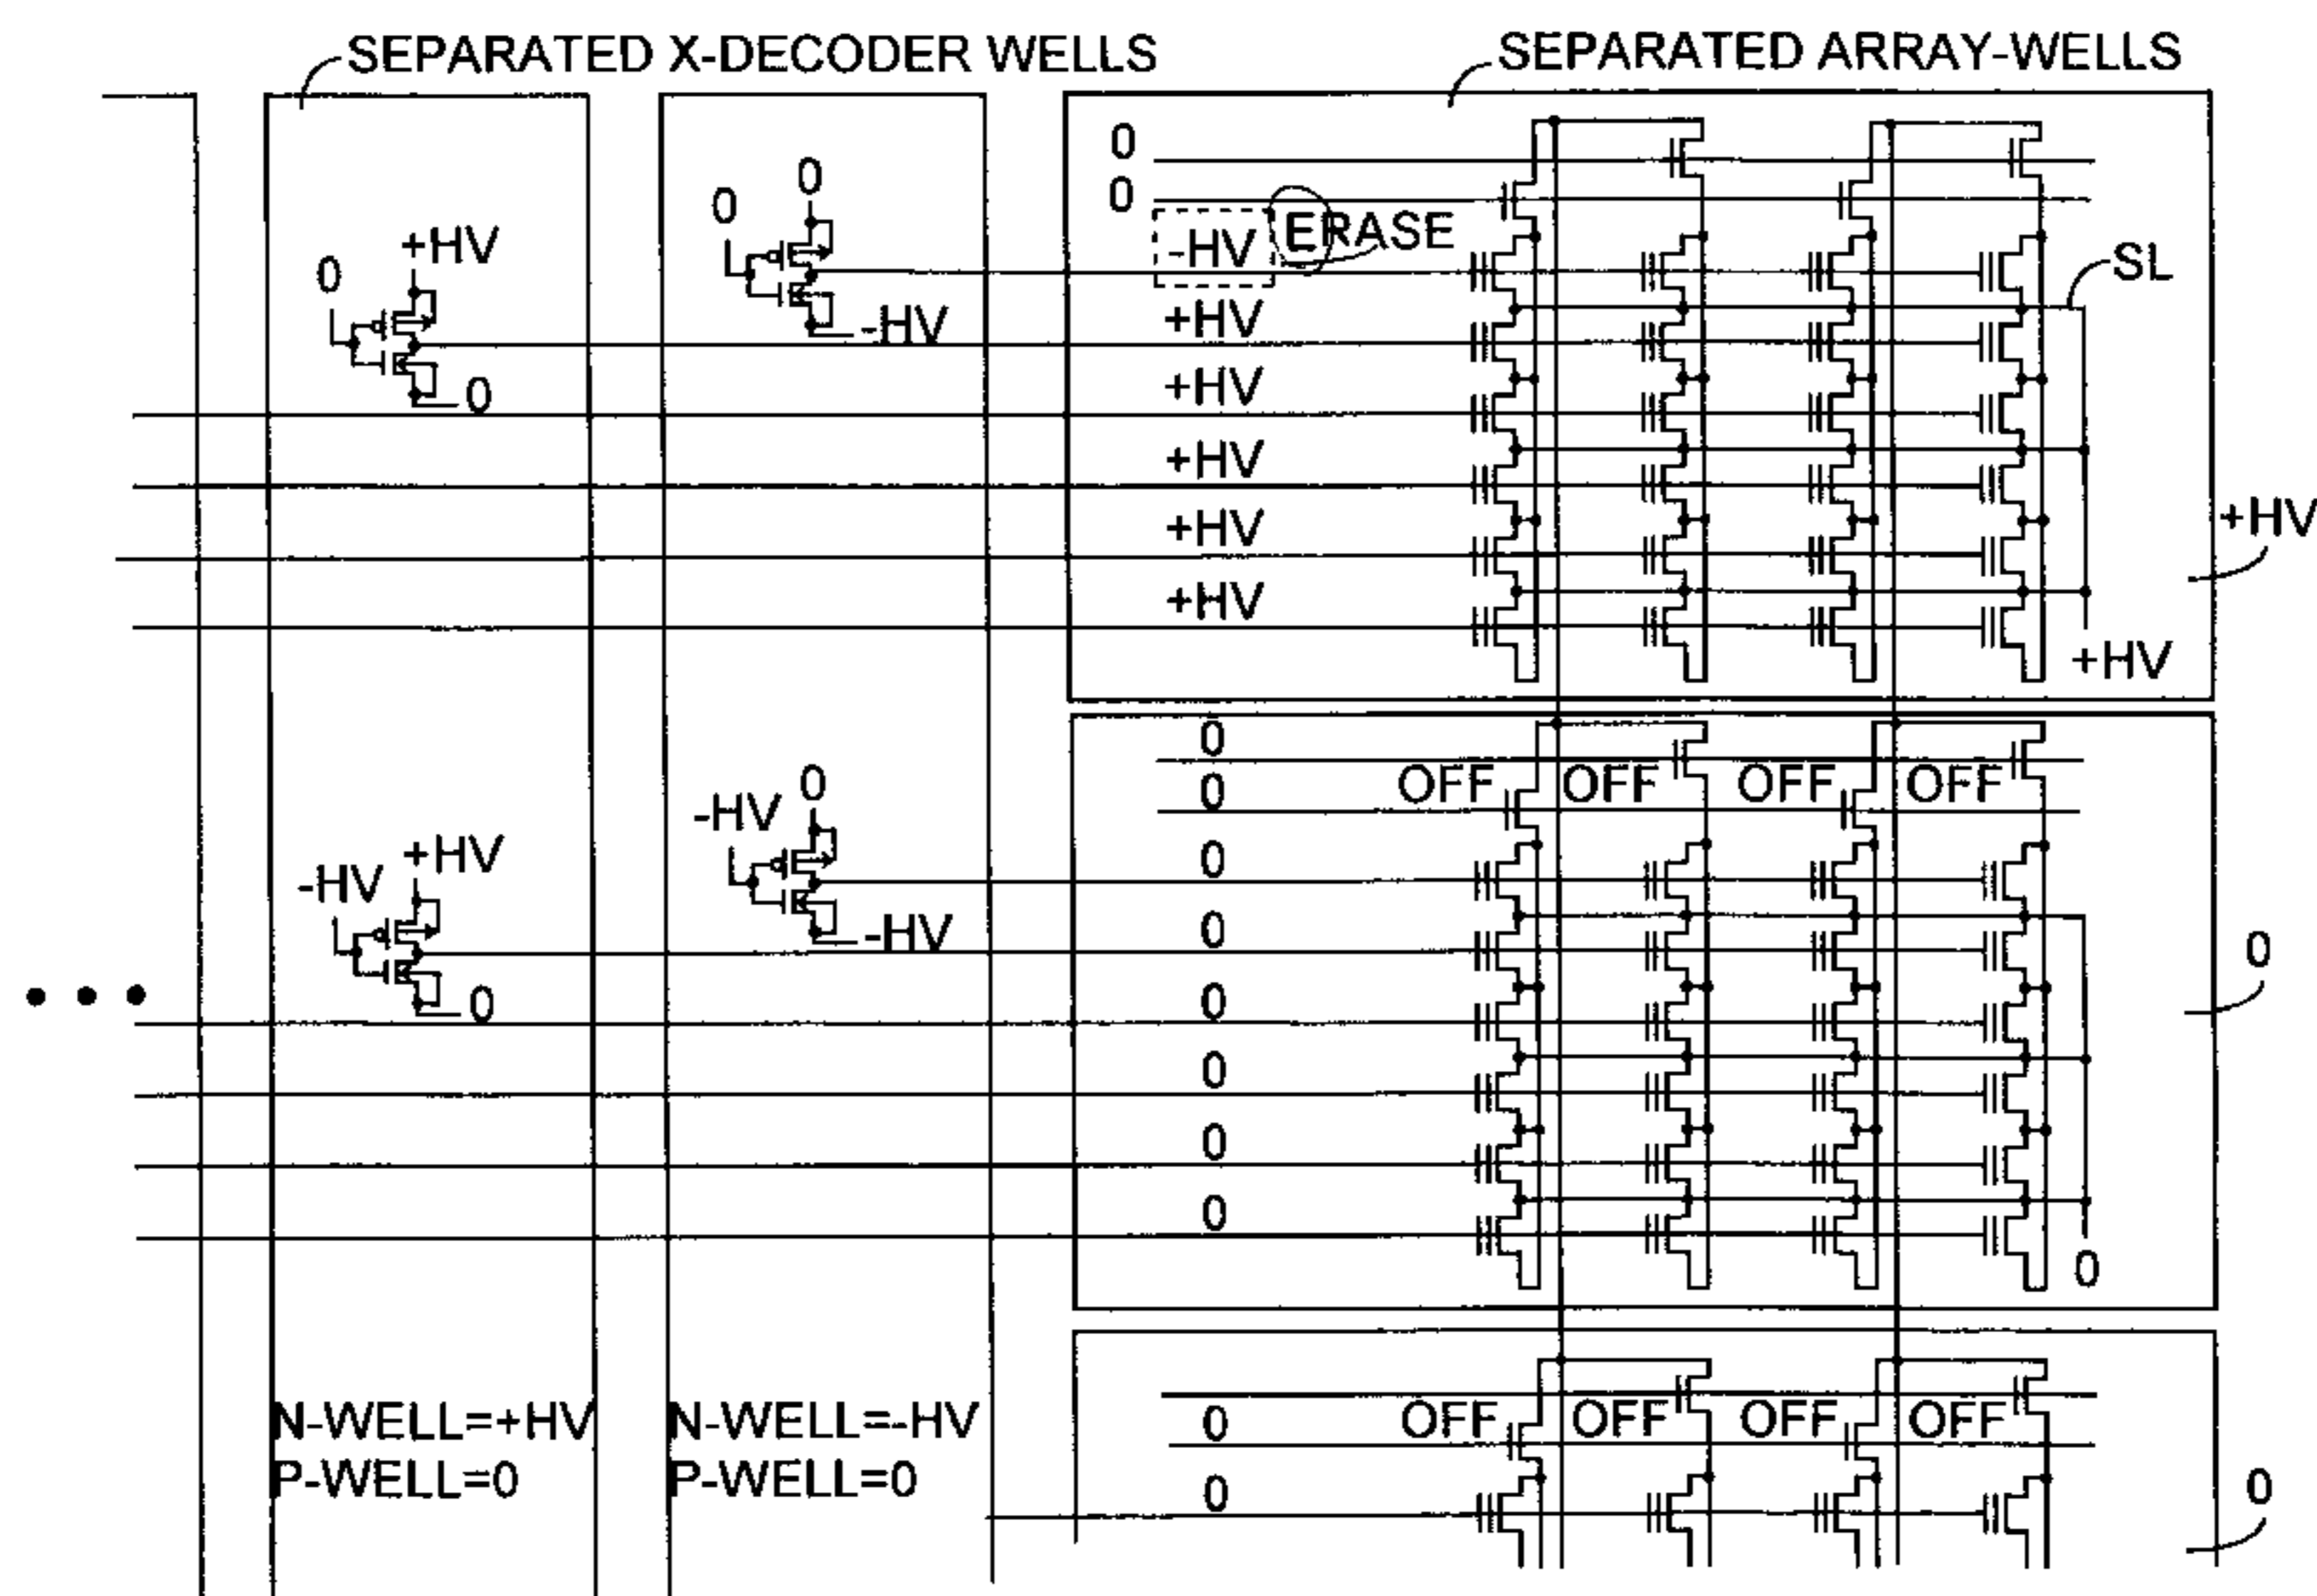 SEPARATED X-DECODER WELLS
SEPARATED ARRAY-WELLS
0
0
0
0
+HV
0
0
-HV
-HV
ERASE
SL
+HV
+HV
+HV
+HV
+HV
+HV
+HV
0
0
OFF OFF OFF OFF
0
-HV
0
-HV
+HV
-HV
0
0
0
0
0
0
0
0
0
0
OFF OFF OFF OFF
0
0
0
N-WELL=+HV
P-WELL=0
N-WELL=-HV
P-WELL=0